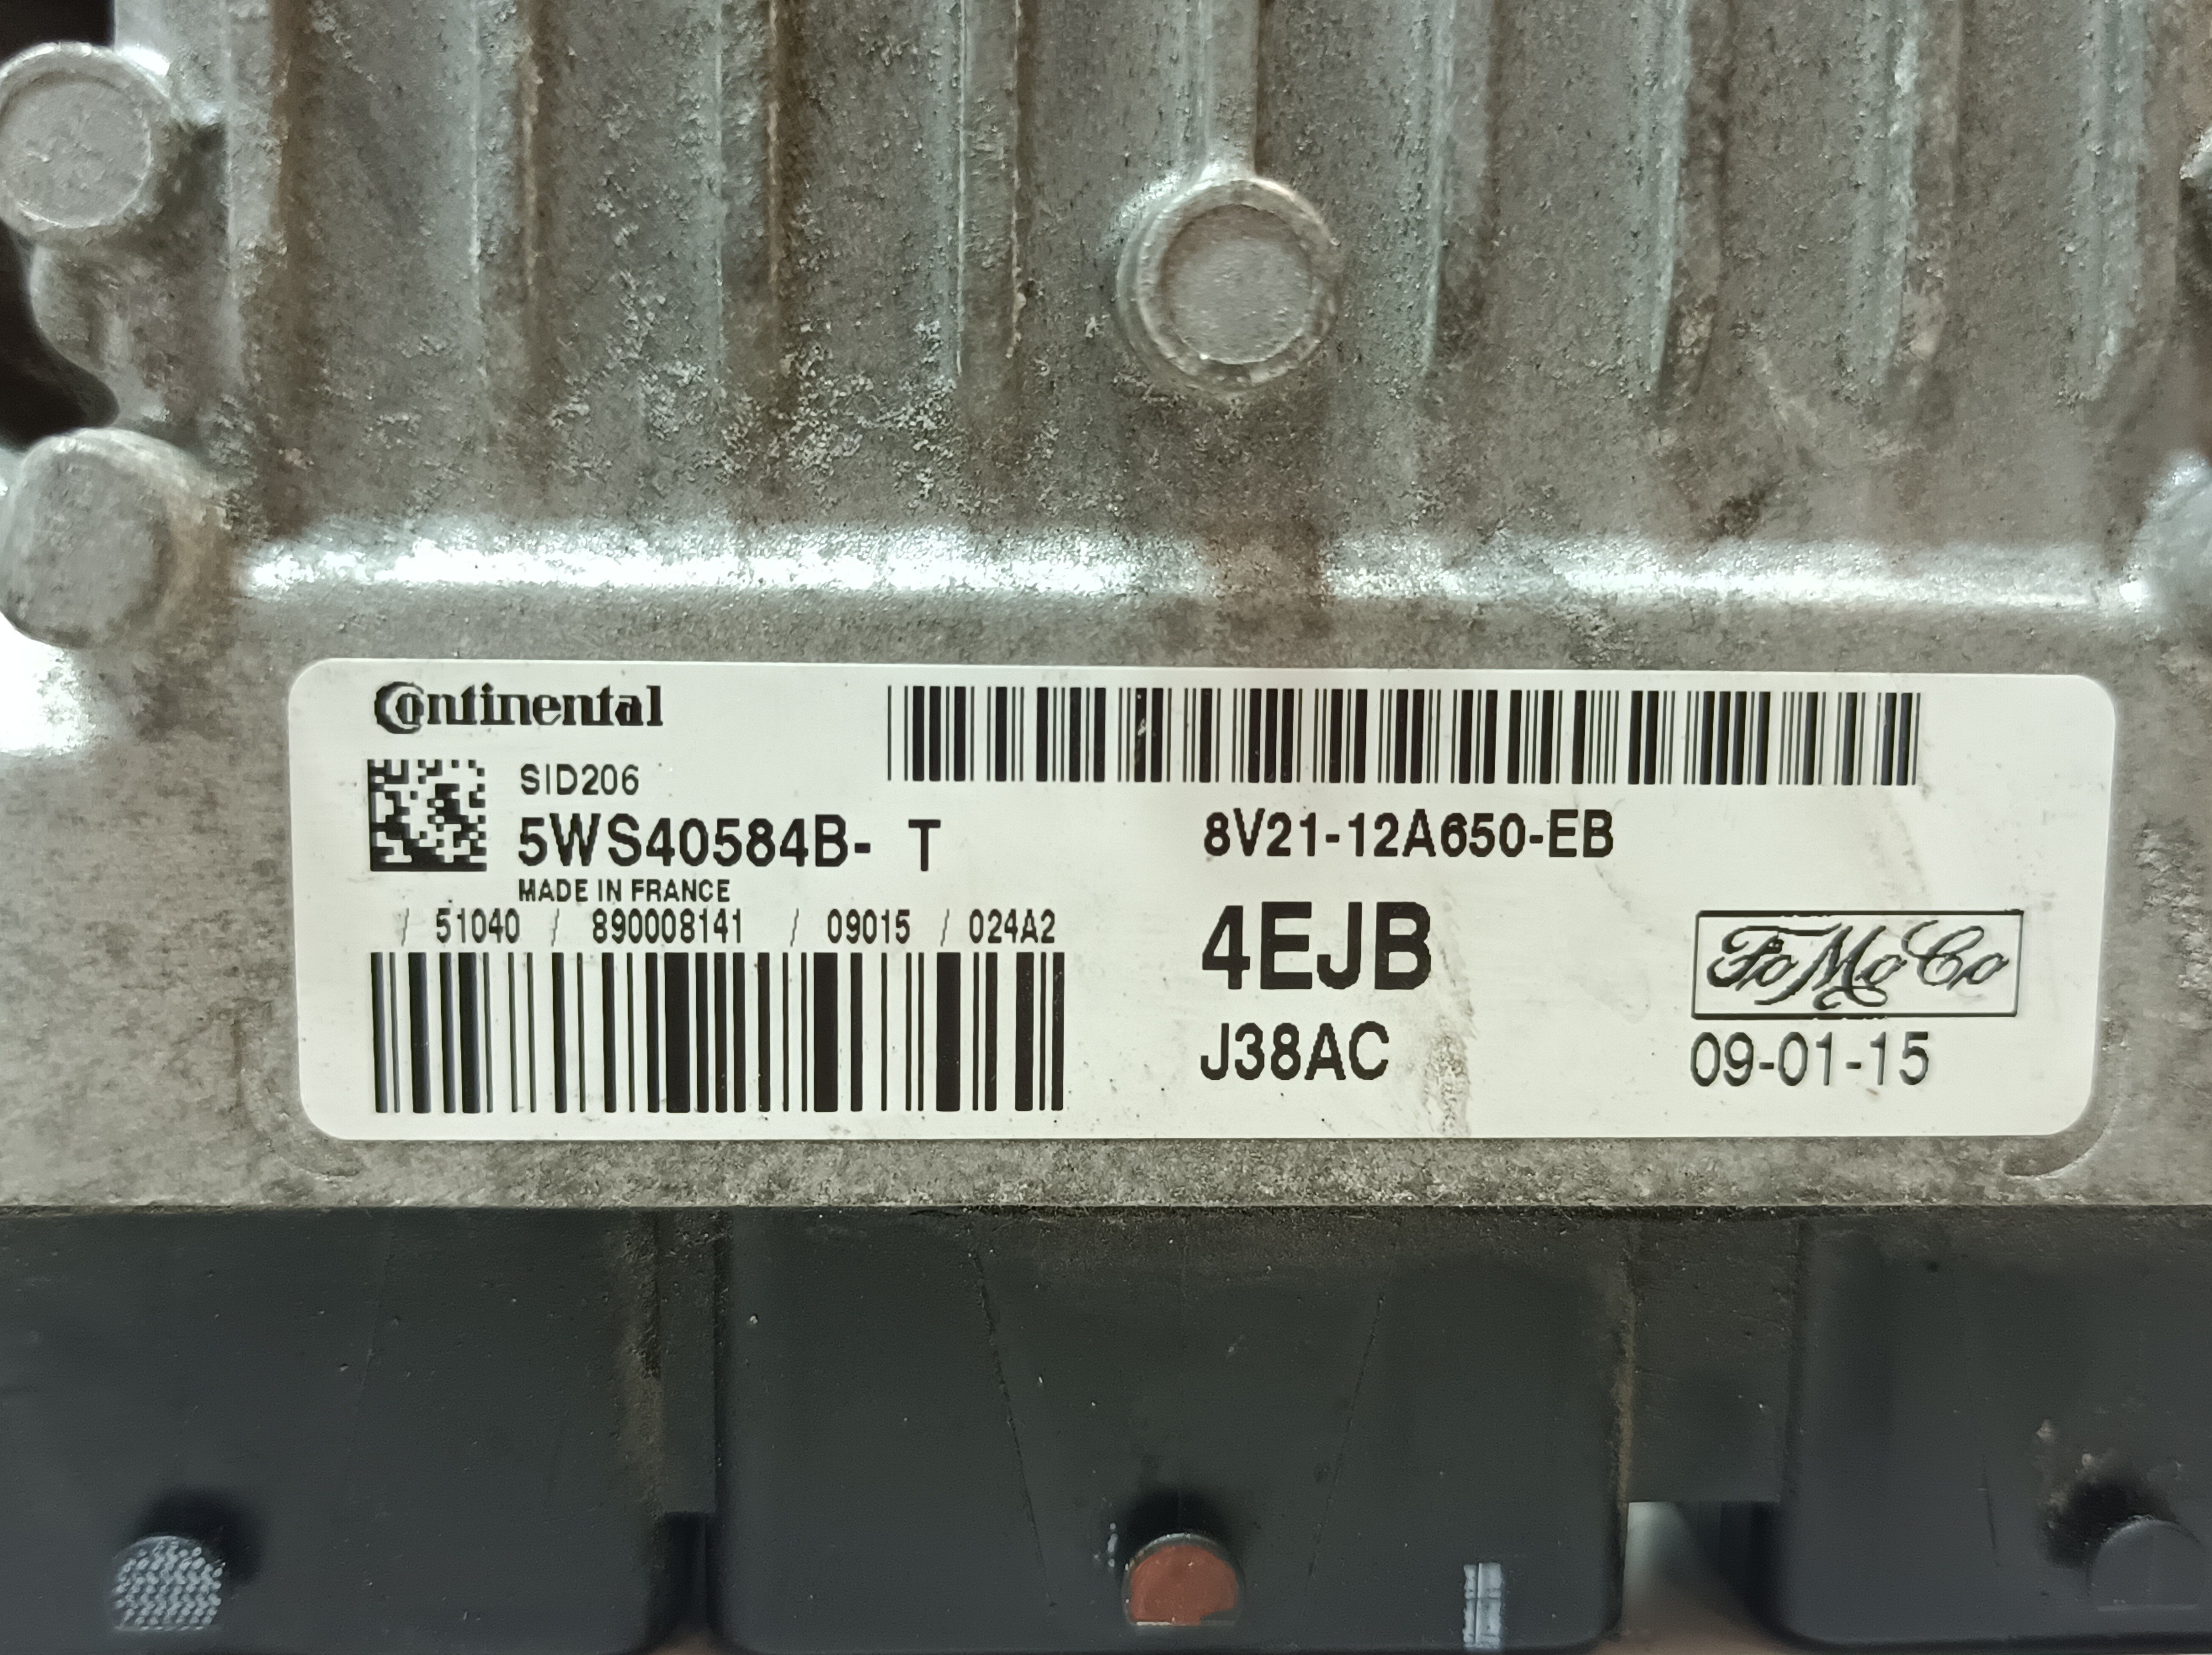 Continental
SID206
5WS40584B- T
MADE IN FRANCE
/ 51040 / 890008141 / 09015 / 024A2
8V21-12A650-EB
4EJB
J38AC
FoMoCo
09-01-15